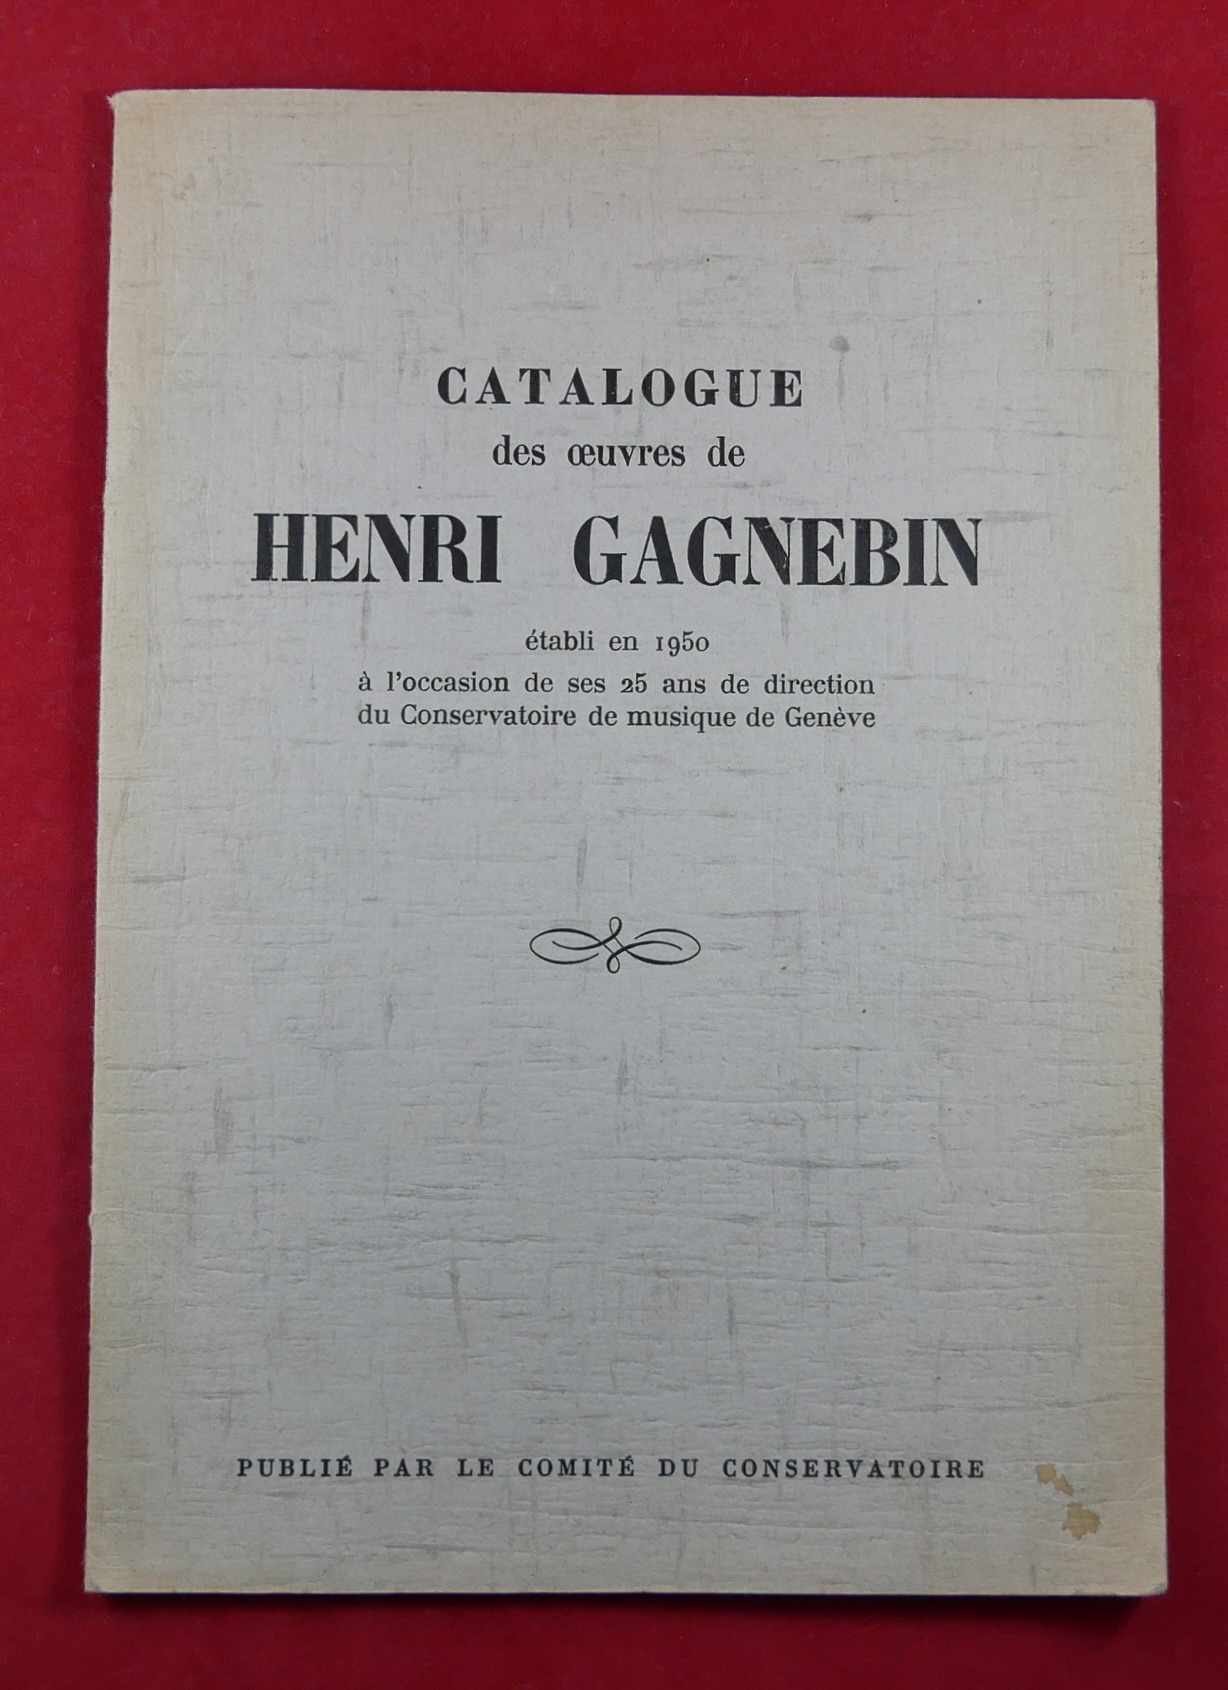 CATALOGUE
des œuvres de
HENRI GAGNEBIN
établi en 1950
à l'occasion de ses 25 ans de direction
du Conservatoire de musique de Genève
PUBLIÉ PAR LE COMITÉ DU CONSERVATOIRE